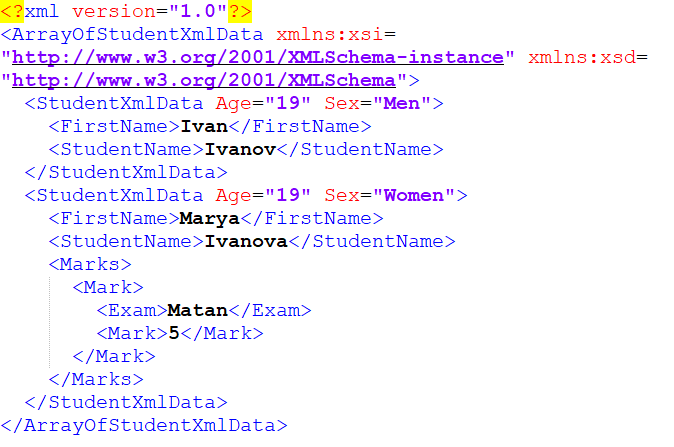 <?xml version="1.0"?>
<ArrayOfStudentXmlData xmlns:xsi=
"http://www.w3.org/2001/XMLSchema-instance" xmlns:xsd=
"http://www.w3.org/2001/XMLSchema">
  <StudentXmlData Age="19" Sex="Men">
    <FirstName>Ivan</FirstName>
    <StudentName>Ivanov</StudentName>
  </StudentXmlData>
  <StudentXmlData Age="19" Sex="Women">
    <FirstName>Marya</FirstName>
    <StudentName>Ivanova</StudentName>
    <Marks>
      <Mark>
        <Exam>Matan</Exam>
        <Mark>5</Mark>
      </Mark>
    </Marks>
  </StudentXmlData>
</ArrayOfStudentXmlData>